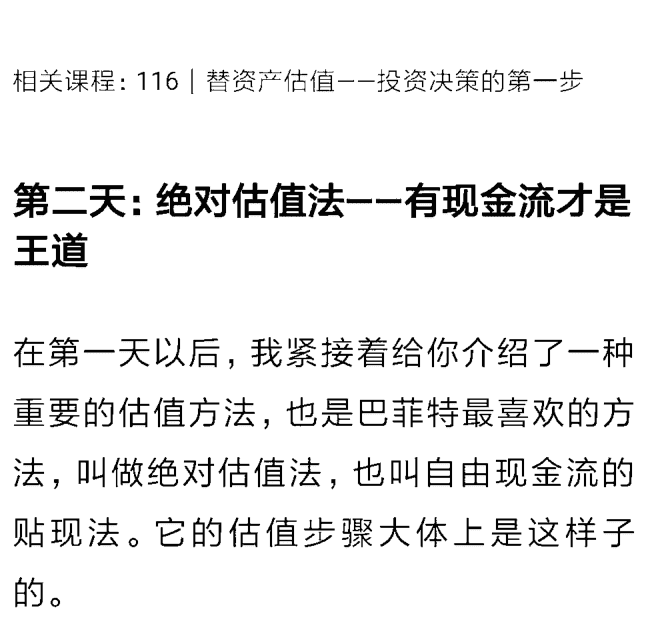 相关课程：116｜替资产估值——投资决策的第一步
第二天：绝对估值法——有现金流才是
王道
在第一天以后，我紧接着给你介绍了一种
重要的估值方法，也是巴菲特最喜欢的方
法，叫做绝对估值法，也叫自由现金流的
贴现法。它的估值步骤大体上是这样子
的。